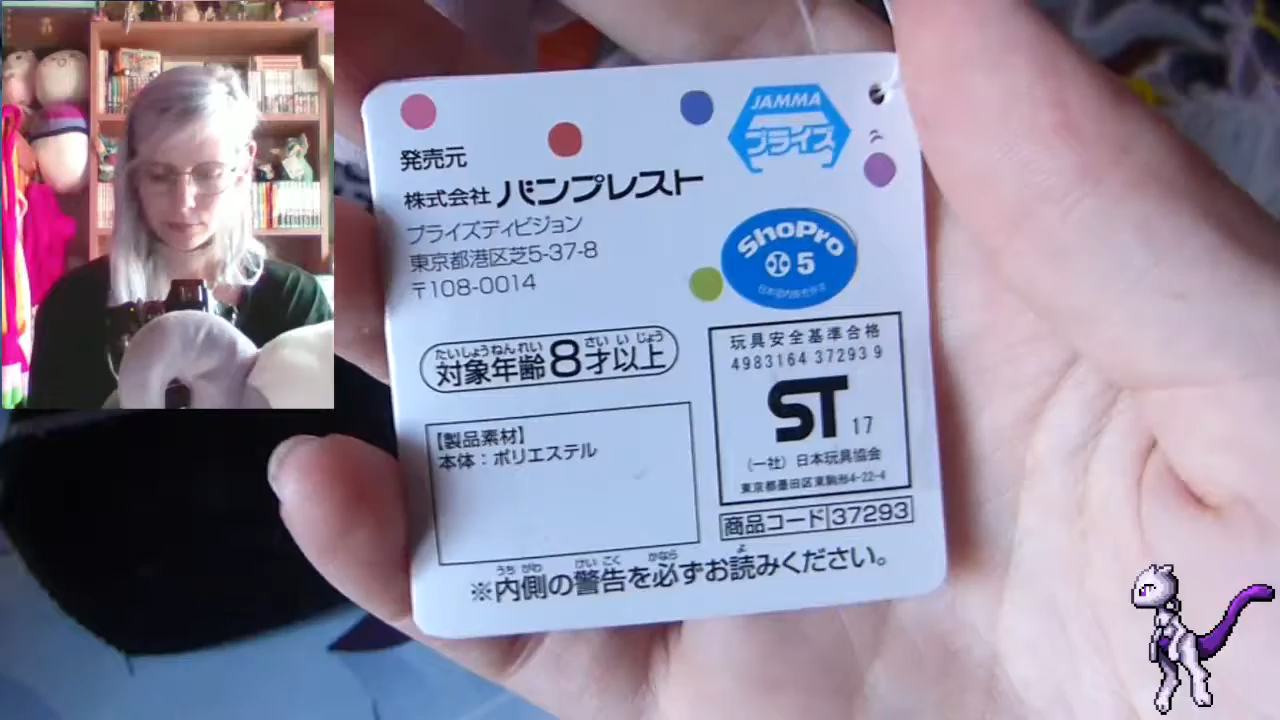 発売元
株式会社 バンプレスト
プライズディビジョン
東京都港区芝5-37-8
〒108-0014
JAMMA
プライズ
ShoPro
5
たいしょうねんれい さい い じょう
対象年齢8才以上
【製品素材】
本体:ポリエステル
玩具安全基準合格
4983164 37293 9
ST 17
(一社)日本玩具協会
東京都墨田区東駒形4-22-4
商品コード 37293
うち がわ けい こく かなら よ
※内側の警告を必ずお読みください。